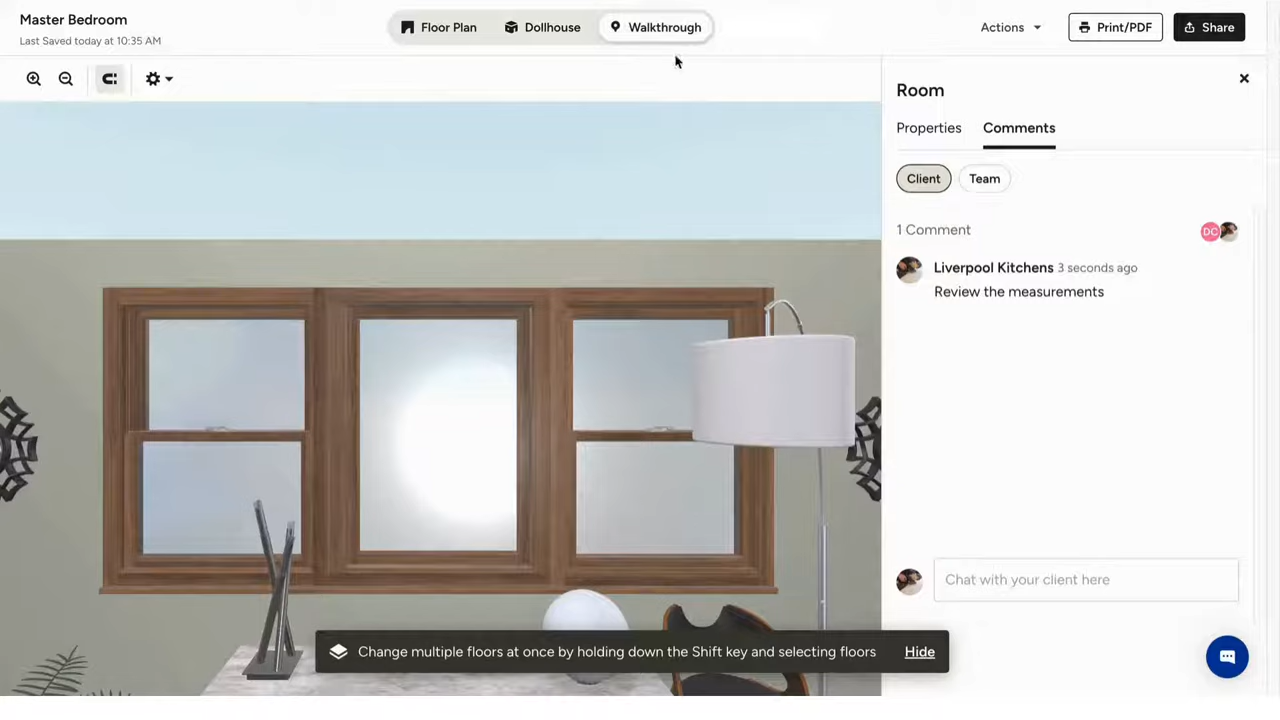 Master Bedroom
Last Saved today at 10:35 AM
Floor Plan
Dollhouse
Walkthrough
Actions
Print/PDF
Share
Room
Properties
Comments
Client
Team
1 Comment
DC
Liverpool Kitchens 3 seconds ago
Review the measurements
Chat with your client here
Change multiple floors at once by holding down the Shift key and selecting floors
Hide